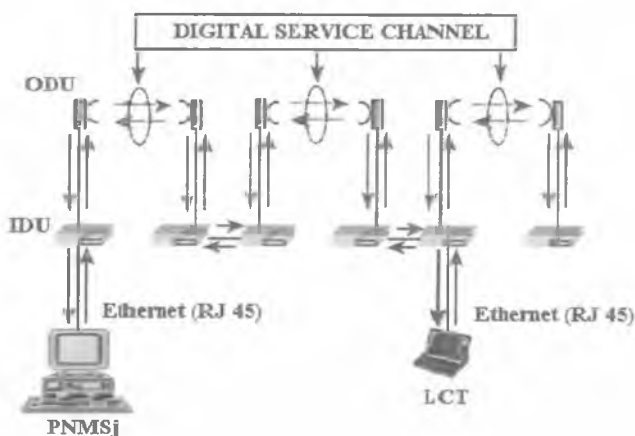 DIGITAL SERVICE CHANNEL
ODU
IDU
Ethernet (RJ 45)
Ethernet (RJ 45)
LCT
PNMSj